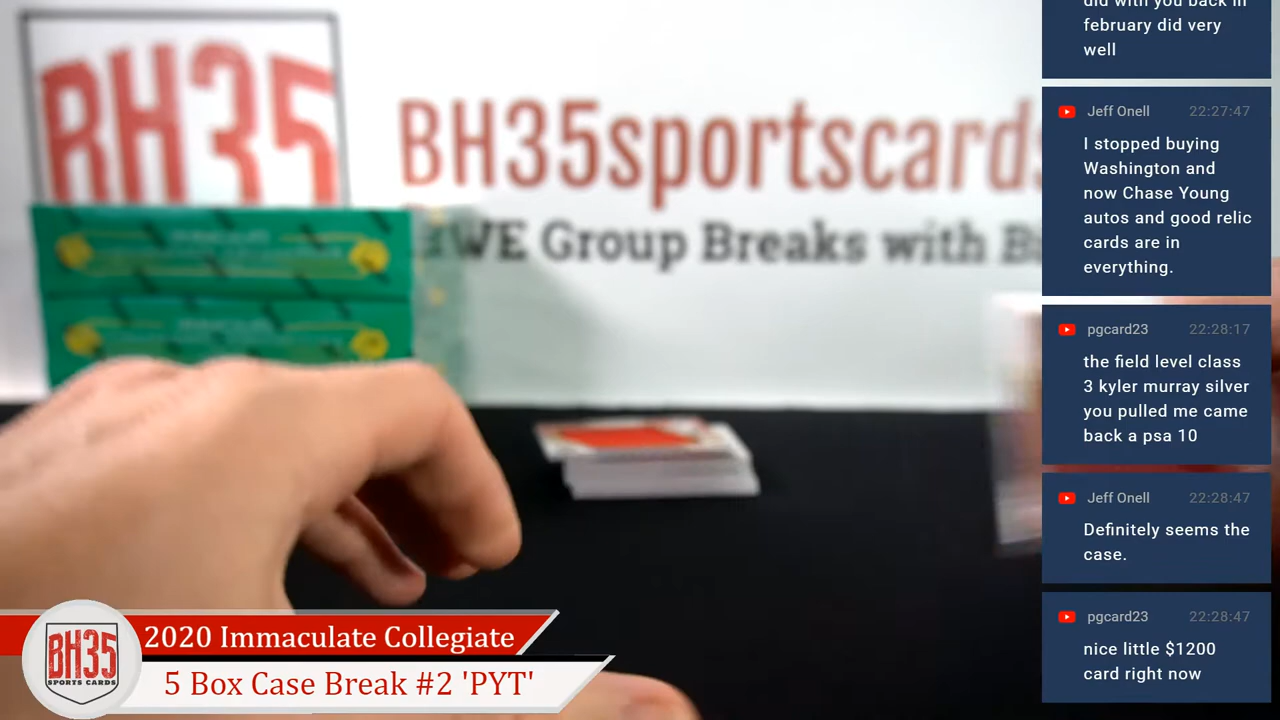 BH35
BH35sportscards
WE Group Breaks with B
did with you back in
february did very
well
Jeff Onell 22:27:47
I stopped buying
Washington and
now Chase Young
autos and good relic
cards are in
everything.
pgcard23 22:28:17
the field level class
3 kyler murray silver
you pulled me came
back a psa 10
Jeff Onell 22:28:47
Definitely seems the
case.
pgcard23 22:28:47
nice little $1200
card right now
BH35
SPORTS CARDS
2020 Immaculate Collegiate
5 Box Case Break #2 'PYT'